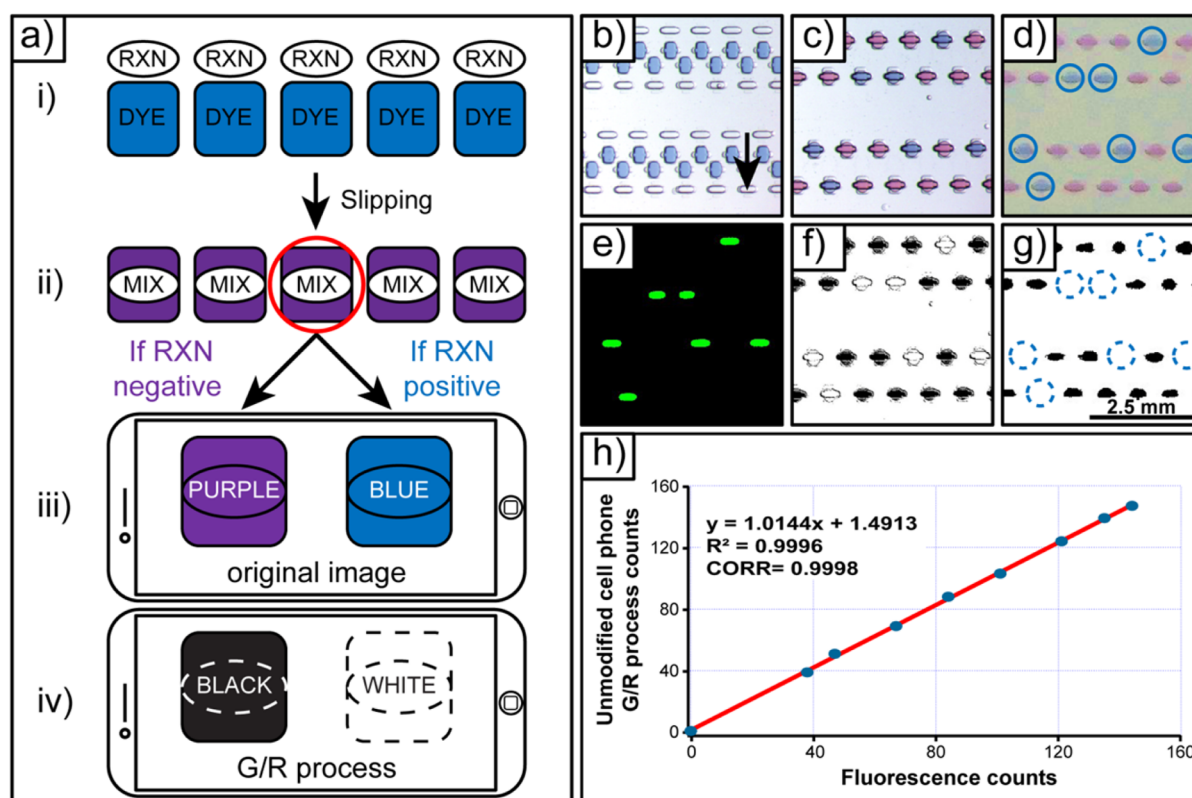 a)
RXN RXN RXN RXN RXN
i)
DYE DYE DYE DYE DYE
Slipping
ii)
MIX MIX MIX MIX MIX
If RXN
negative
If RXN
positive
iii)
PURPLE BLUE
original image
iv)
BLACK WHITE
G/R process
b)
c)
d)
e)
f)
g)
2.5 mm
h)
Unmodified cell phone
G/R process counts
160
120
80
40
0
y = 1.0144x + 1.4913
R² = 0.9996
CORR= 0.9998
0 40 80 120 160
Fluorescence counts